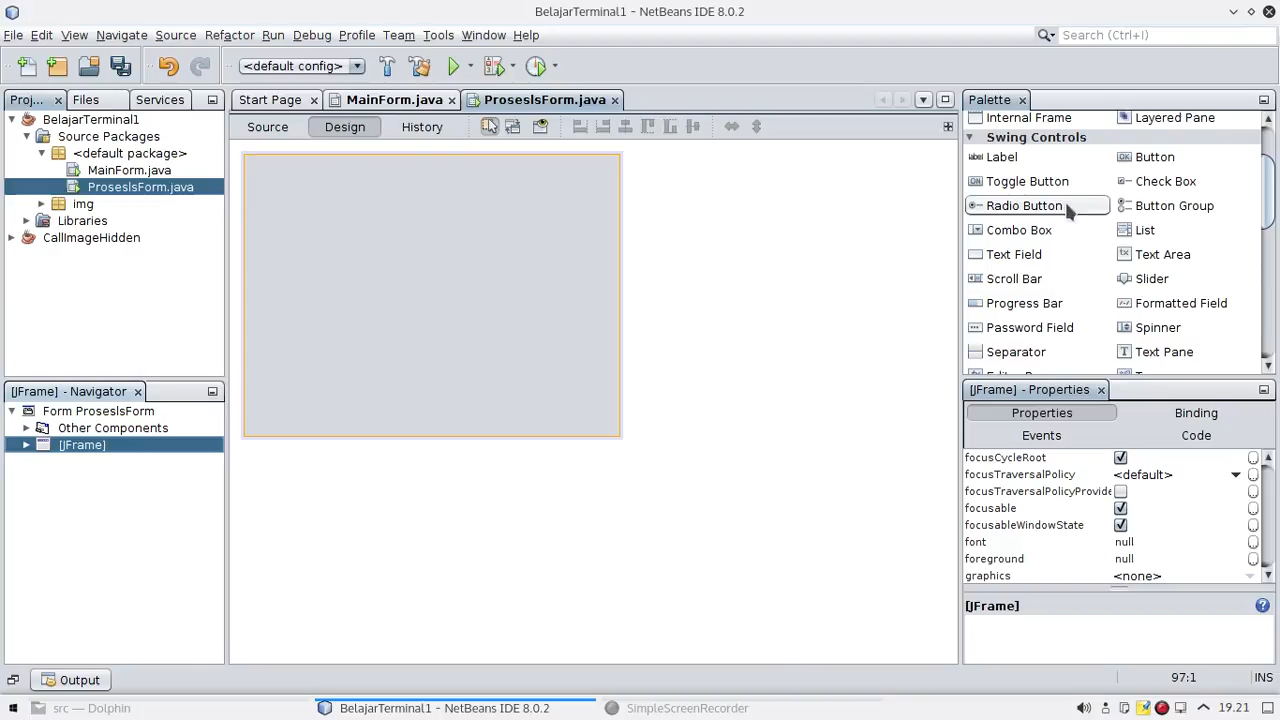 BelajarTerminal1 - NetBeans IDE 8.0.2
File Edit View Navigate Source Refactor Run Debug Profile Team Tools Window Help
Search (Ctrl+I)
<default config>
Proj... Files Services
Start Page MainForm.java ProsesIsForm.java
Palette
BelajarTerminal1
Source Packages
<default package>
MainForm.java
ProsesIsForm.java
img
Libraries
CallImageHidden
Source Design History
Internal Frame Layered Pane
Swing Controls
Label Button
Toggle Button Check Box
Radio Button Button Group
Combo Box List
Text Field Text Area
Scroll Bar Slider
Progress Bar Formatted Field
Password Field Spinner
Separator Text Pane
[JFrame] - Navigator
Form ProsesIsForm
Other Components
[JFrame]
[JFrame] - Properties
Properties Binding
Events Code
focusCycleRoot
focusTraversalPolicy <default>
focusTraversalPolicyProvide
focusable
focusableWindowState
font null
foreground null
graphics <none>
[JFrame]
Output
97:1 INS
src — Dolphin
BelajarTerminal1 - NetBeans IDE 8.0.2
SimpleScreenRecorder
19.21